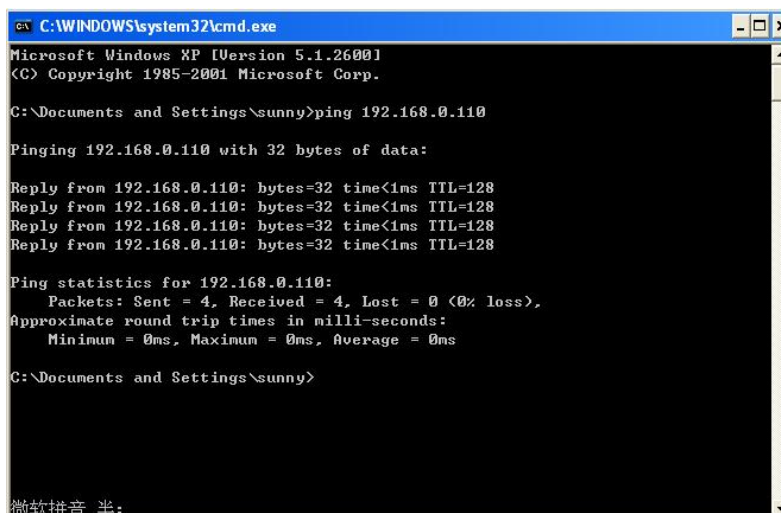 C:\WINDOWS\system32\cmd.exe
Microsoft Windows XP [Version 5.1.2600]
(C) Copyright 1985-2001 Microsoft Corp.
C:\Documents and Settings\sunny>ping 192.168.0.110
Pinging 192.168.0.110 with 32 bytes of data:
Reply from 192.168.0.110: bytes=32 time<1ms TTL=128
Reply from 192.168.0.110: bytes=32 time<1ms TTL=128
Reply from 192.168.0.110: bytes=32 time<1ms TTL=128
Reply from 192.168.0.110: bytes=32 time<1ms TTL=128
Ping statistics for 192.168.0.110:
Packets: Sent = 4, Received = 4, Lost = 0 (0% loss),
Approximate round trip times in milli-seconds:
Minimum = 0ms, Maximum = 0ms, Average = 0ms
C:\Documents and Settings\sunny>
微软拼音 半: